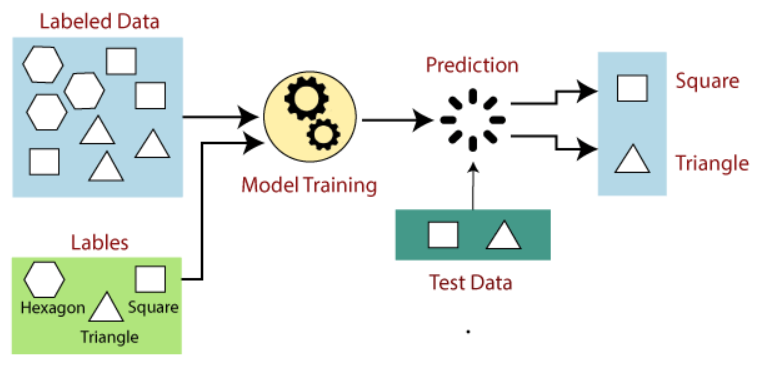 Labeled Data
Prediction
Square
Triangle
Model Training
Lables
Hexagon
Square
Triangle
Test Data
.